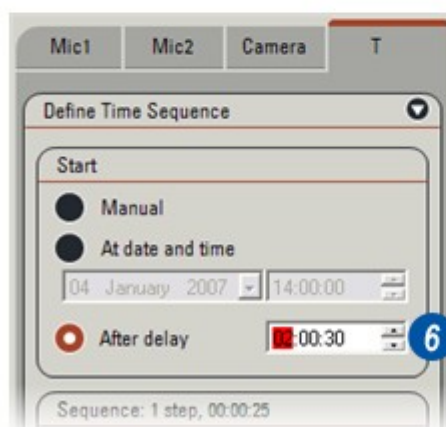 Mic1 Mic2 Camera T
Define Time Sequence
Start
Manual
At date and time
04 January 2007 14:00:00
After delay 02:00:30 6
Sequence: 1 step, 00:00:25